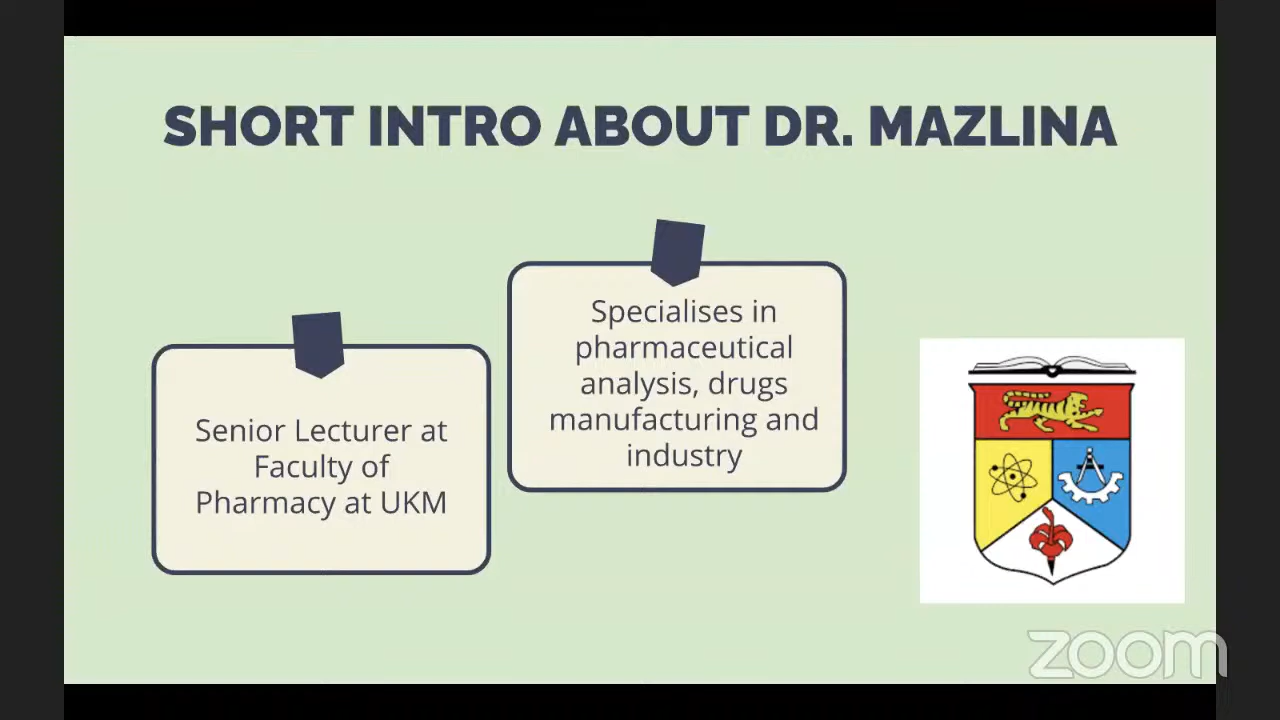 SHORT INTRO ABOUT DR. MAZLINA
Senior Lecturer at
Faculty of
Pharmacy at UKM
Specialises in
pharmaceutical
analysis, drugs
manufacturing and
industry
zoom